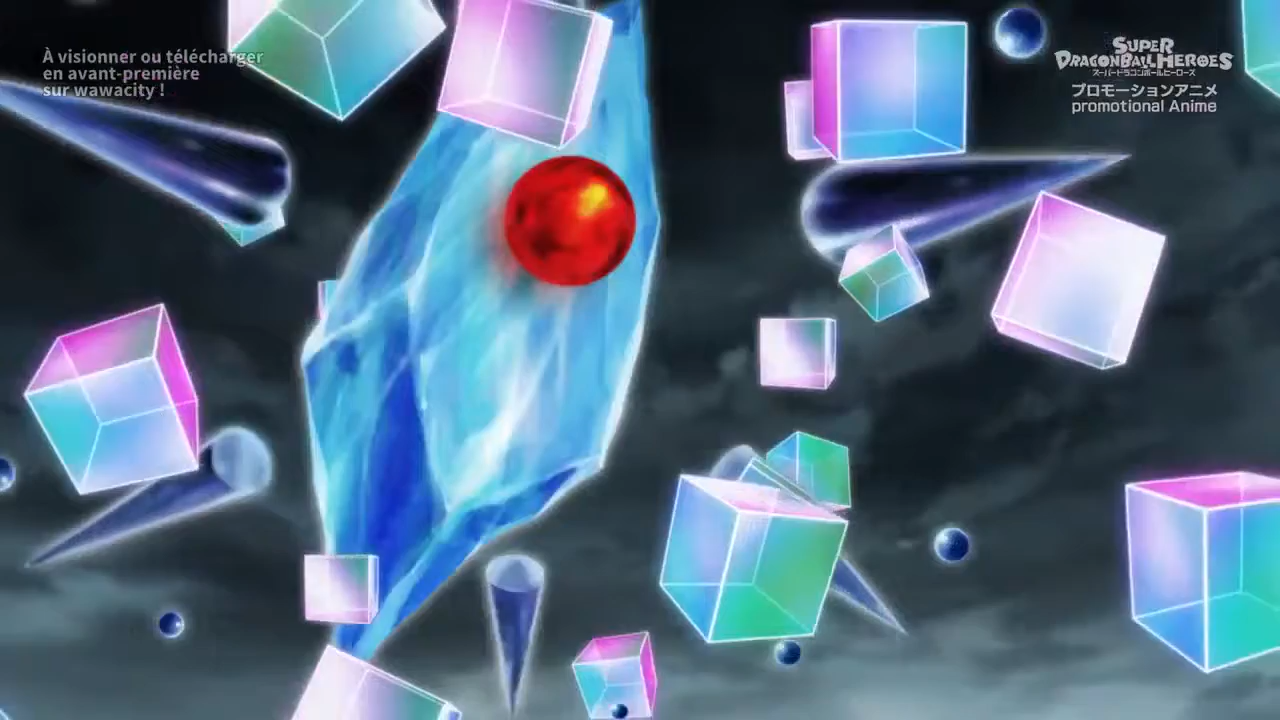 À visionner ou télécharger
en avant-première
sur wawacity !
SUPER
DRAGONBALL HEROES
スーパードラゴンボールヒーローズ
プロモーションアニメ
promotional Anime